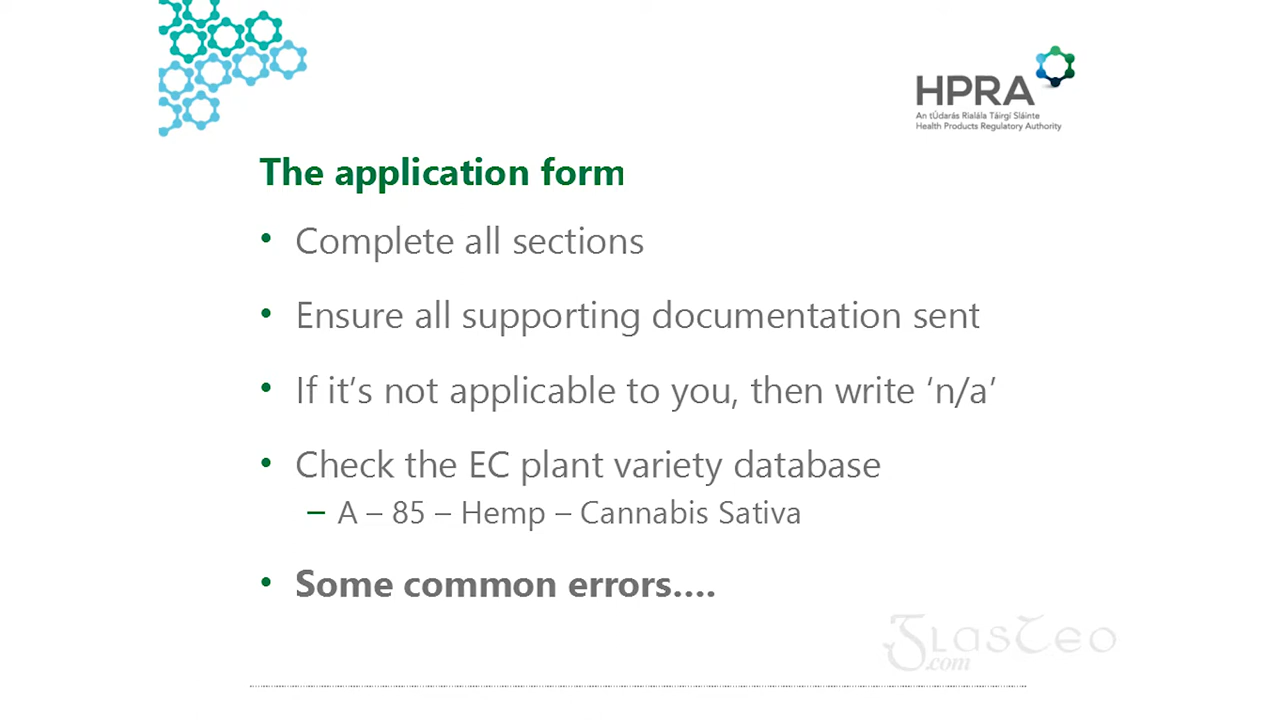 HPRA
An tÚdarás Rialála Táirgí Sláinte
Health Products Regulatory Authority
The application form
• Complete all sections
• Ensure all supporting documentation sent
• If it’s not applicable to you, then write ‘n/a’
• Check the EC plant variety database
– A – 85 – Hemp – Cannabis Sativa
• Some common errors….
Glasteo
.com